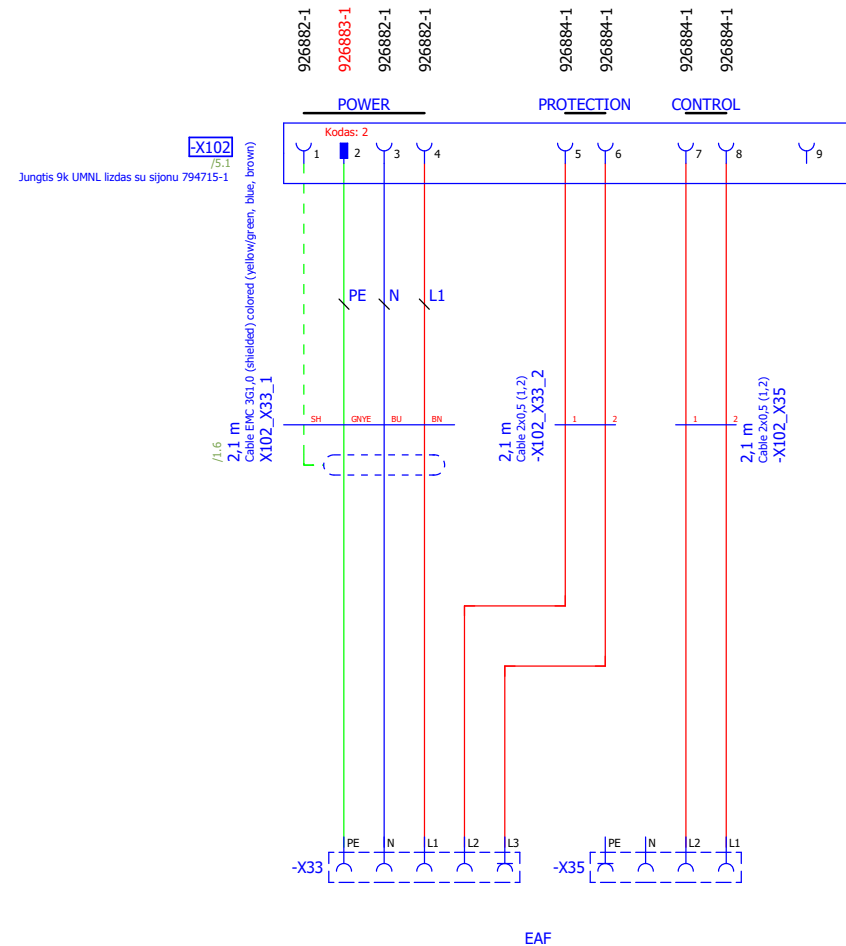 926882-1
926883-1
926882-1
926882-1
926884-1
926884-1
926884-1
926884-1
POWER
PROTECTION
CONTROL
Kodas: 2
-X102
/5.1
Jungtis 9k UMNL lizdas su sijonu 794715-1
1
2
3
4
5
6
7
8
9
PE
N
L1
/1.6
2,1 m
Cable EMC 3G1,0 (shielded) colored (yellow/green, blue, brown)
X102_X33_1
SH
GNYE
BU
BN
2,1 m
Cable 2x0,5 (1,2)
-X102_X33_2
1
2
1
2
2,1 m
Cable 2x0,5 (1,2)
-X102_X35
-X33
PE
N
L1
L2
L3
-X35
PE
N
L2
L1
EAF